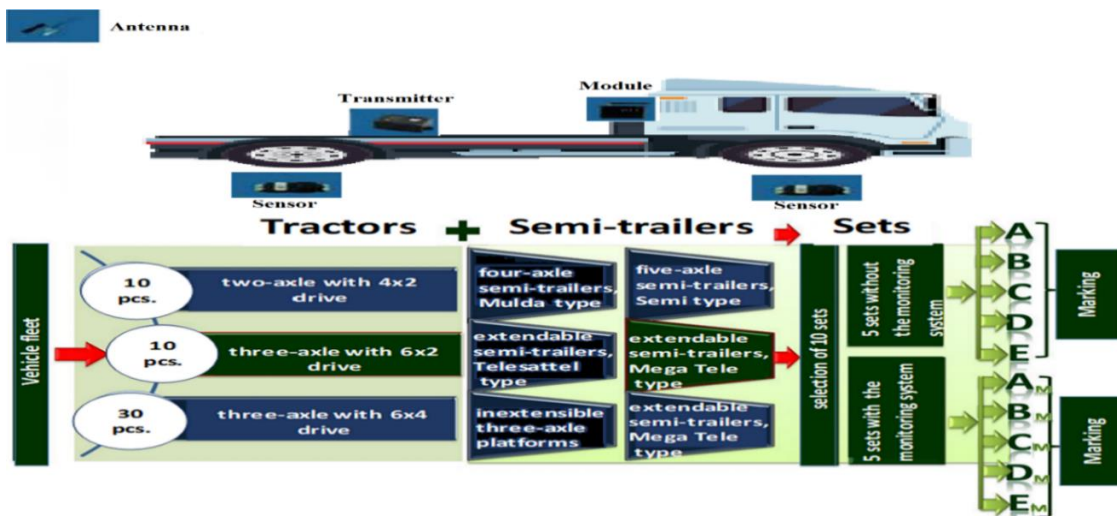 Antenna
Transmitter
Module
Sensor
Sensor
Tractors + Semi-trailers
Sets
Vehicle fleet
10
pcs.
two-axle with 4x2
drive
10
pcs.
three-axle with 6x2
drive
30
pcs.
three-axle with 6x4
drive
four-axle
semi-trailers,
Mulda type
five-axle
semi-trailers,
Semi type
extendable
semi-trailers,
Telesattel
type
extendable
semi-trailers,
Mega Tele
type
inextensible
three-axle
platforms
extendable
semi-trailers,
Mega Tele
type
selection of 10 sets
5 sets without
the monitoring
system
5 sets with the
monitoring system
A
B
C
D
E
Marking
A M
B M
C M
D M
E M
Marking